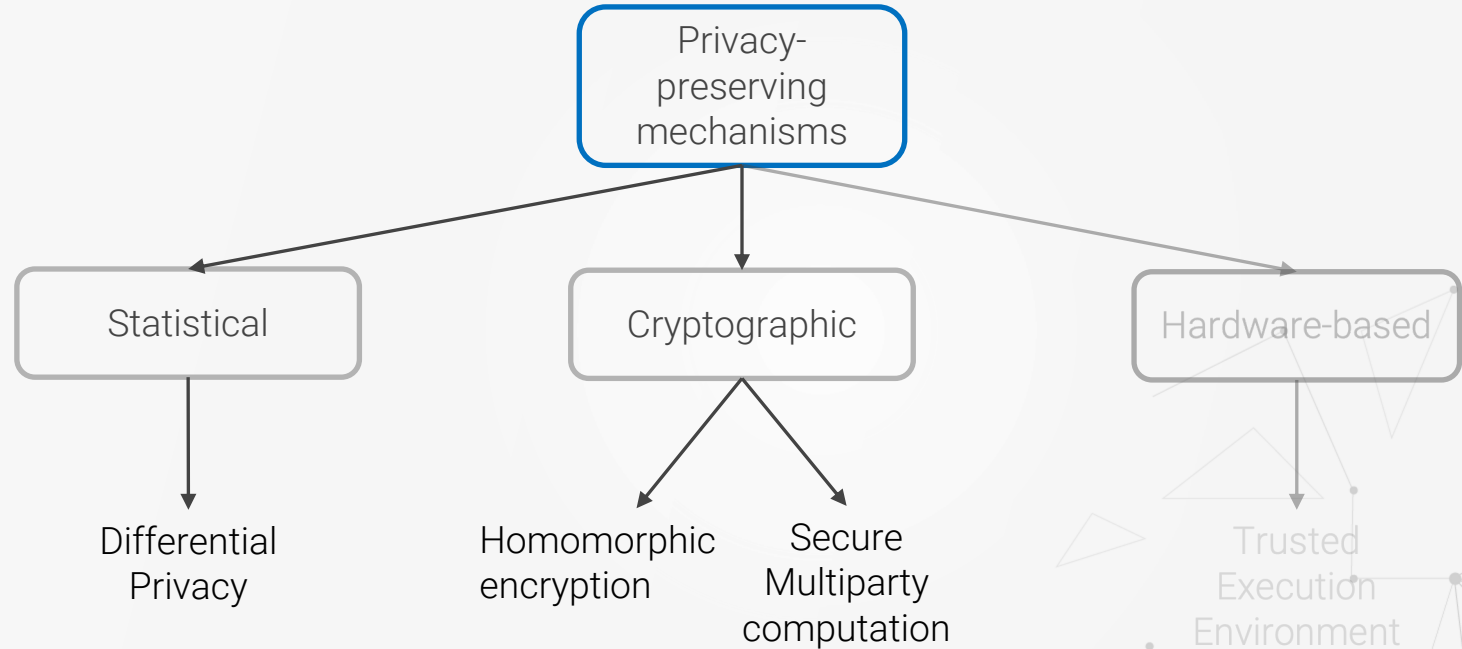 Privacy-
preserving
mechanisms
Statistical
Cryptographic
Hardware-based
Differential
Privacy
Homomorphic
encryption
Secure
Multiparty
computation
Trusted
Execution
Environment